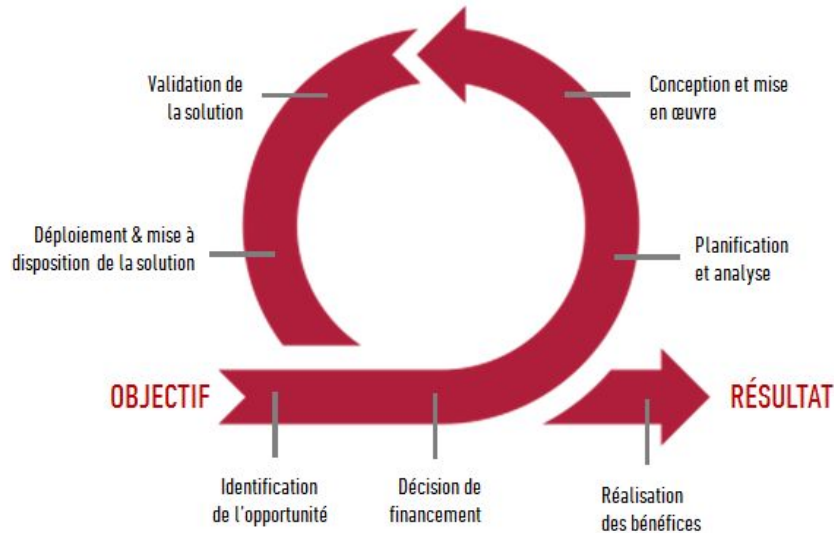 Validation de
la solution
Conception et mise
en œuvre
Déploiement & mise à
disposition de la solution
Planification
et analyse
OBJECTIF
RÉSULTAT
Identification
de l'opportunité
Décision de
financement
Réalisation
des bénéfices